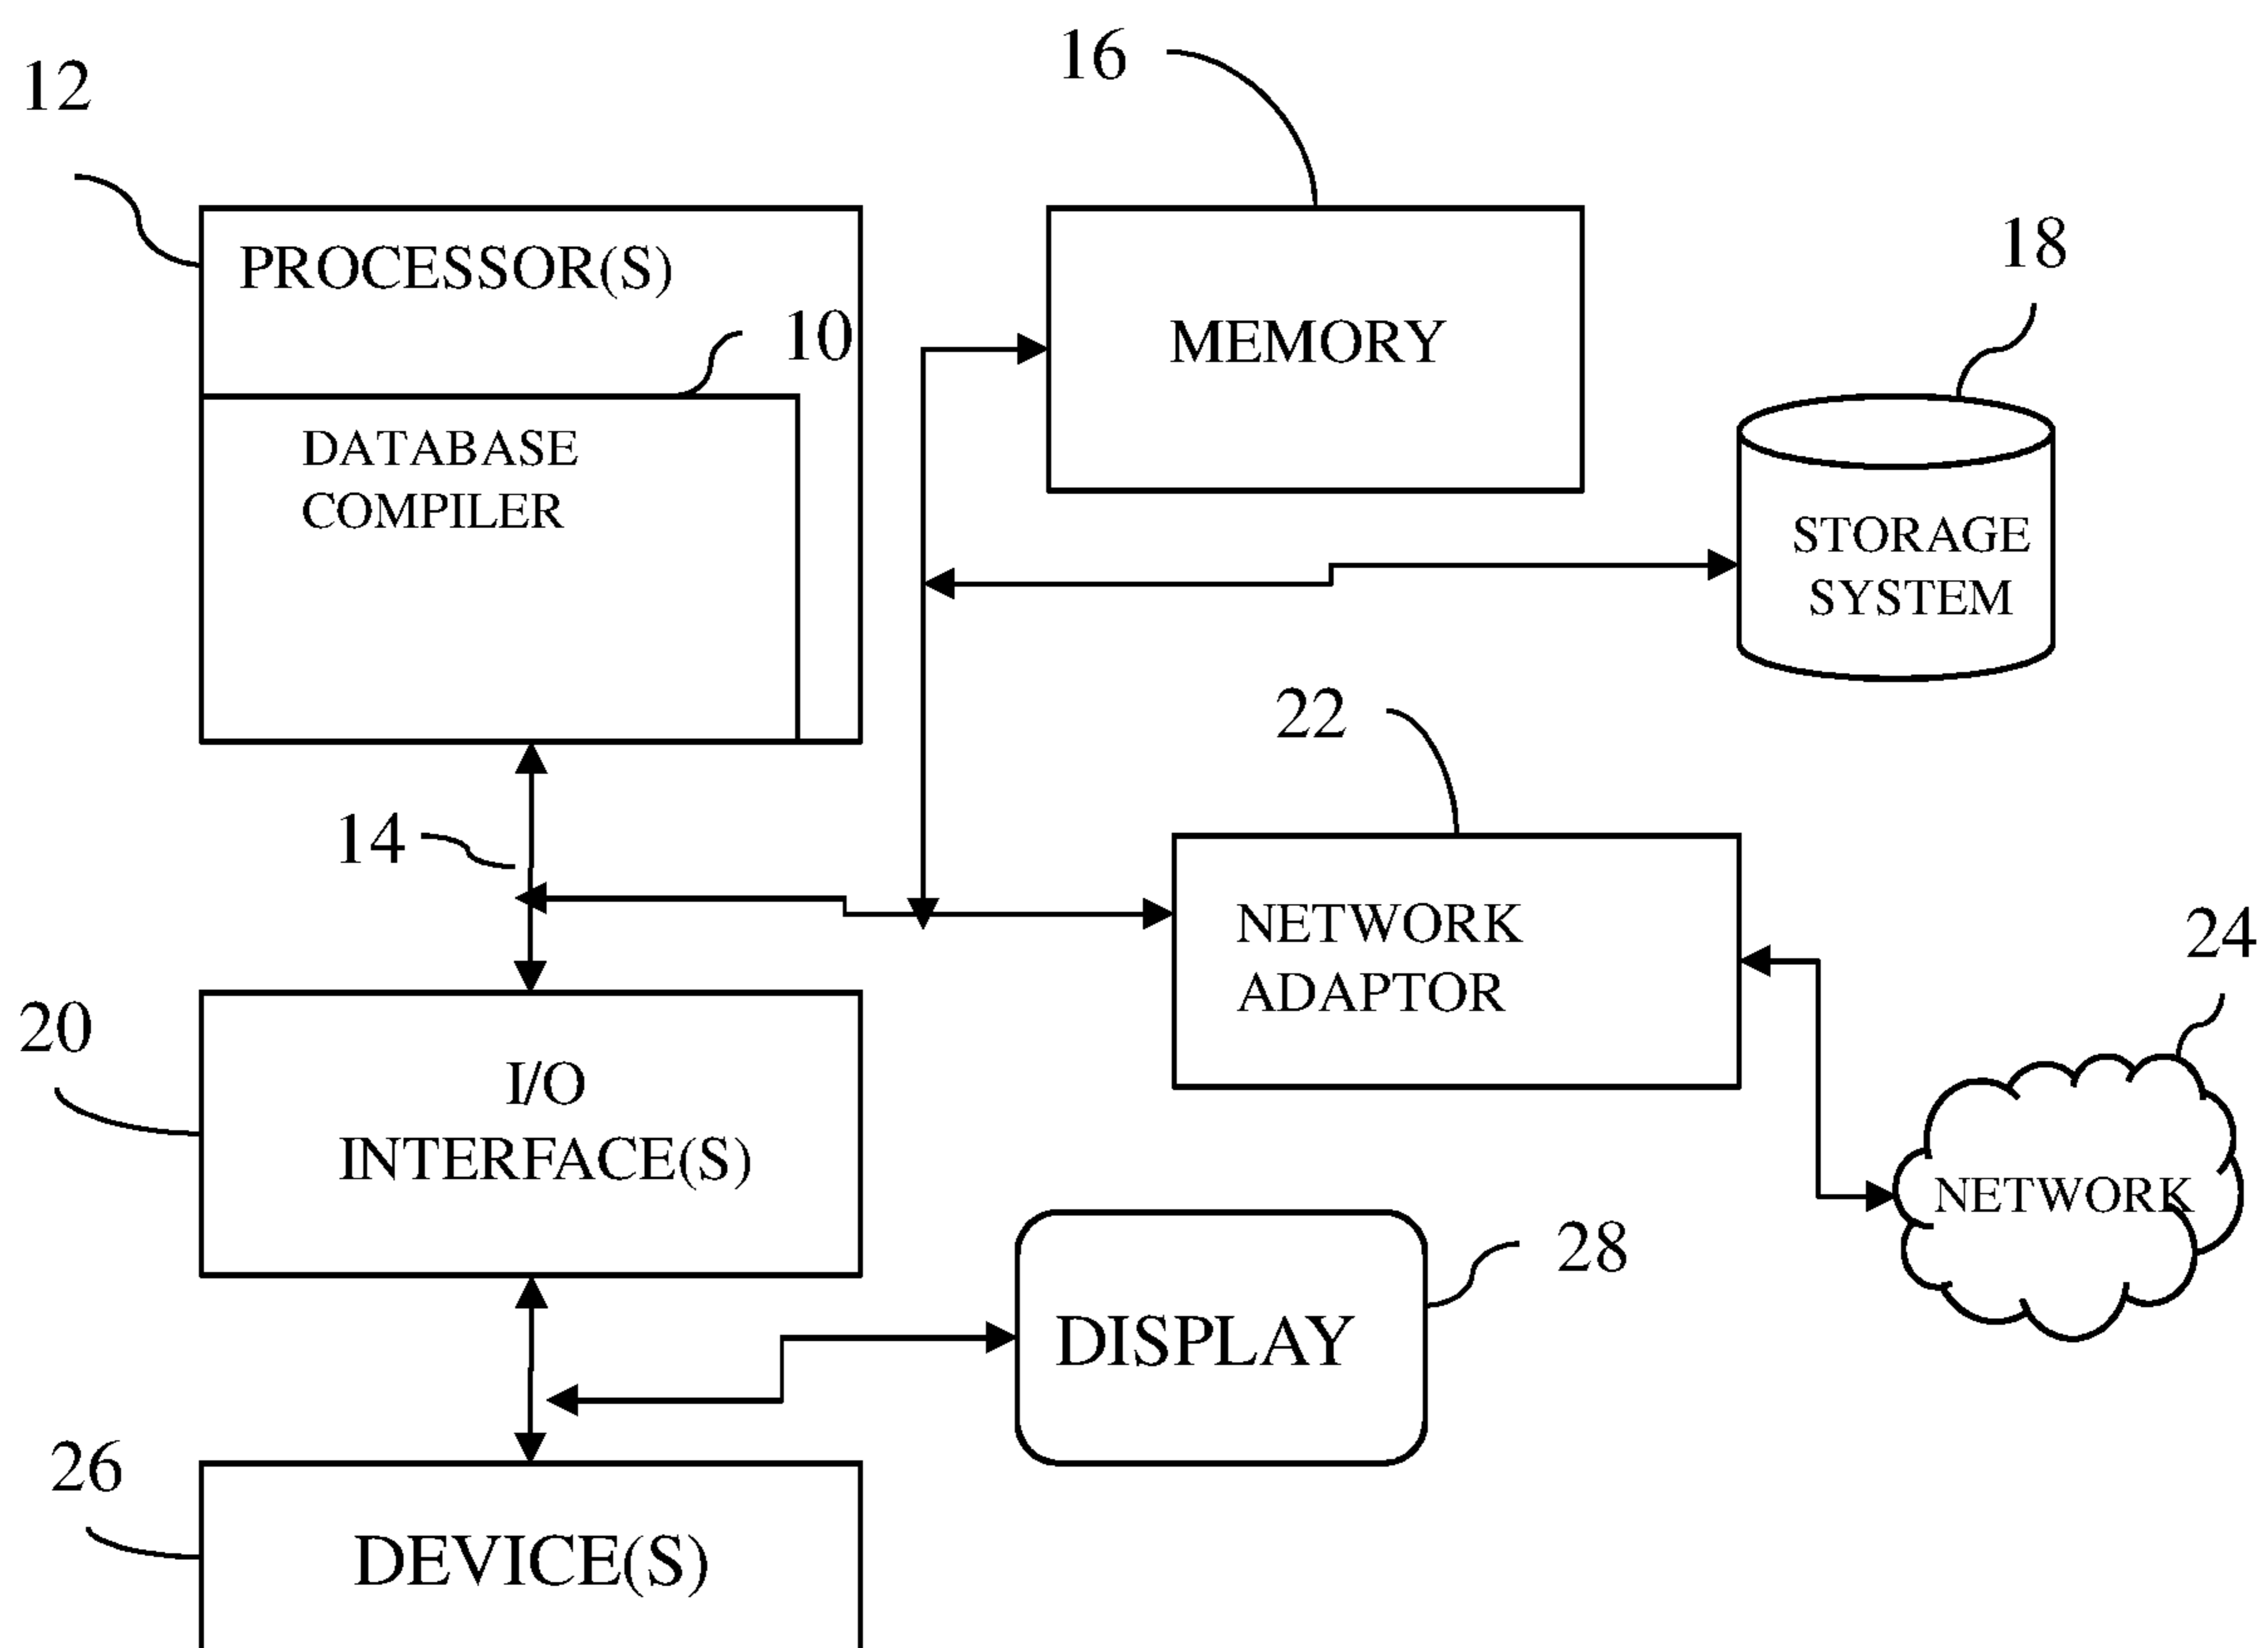 12
16
PROCESSOR(S)
18
10
MEMORY
DATABASE
COMPILER
STORAGE
SYSTEM
22
14
NETWORK
ADAPTOR
24
20
I/O
INTERFACE(S)
NETWORK
28
DISPLAY
26
DEVICE(S)